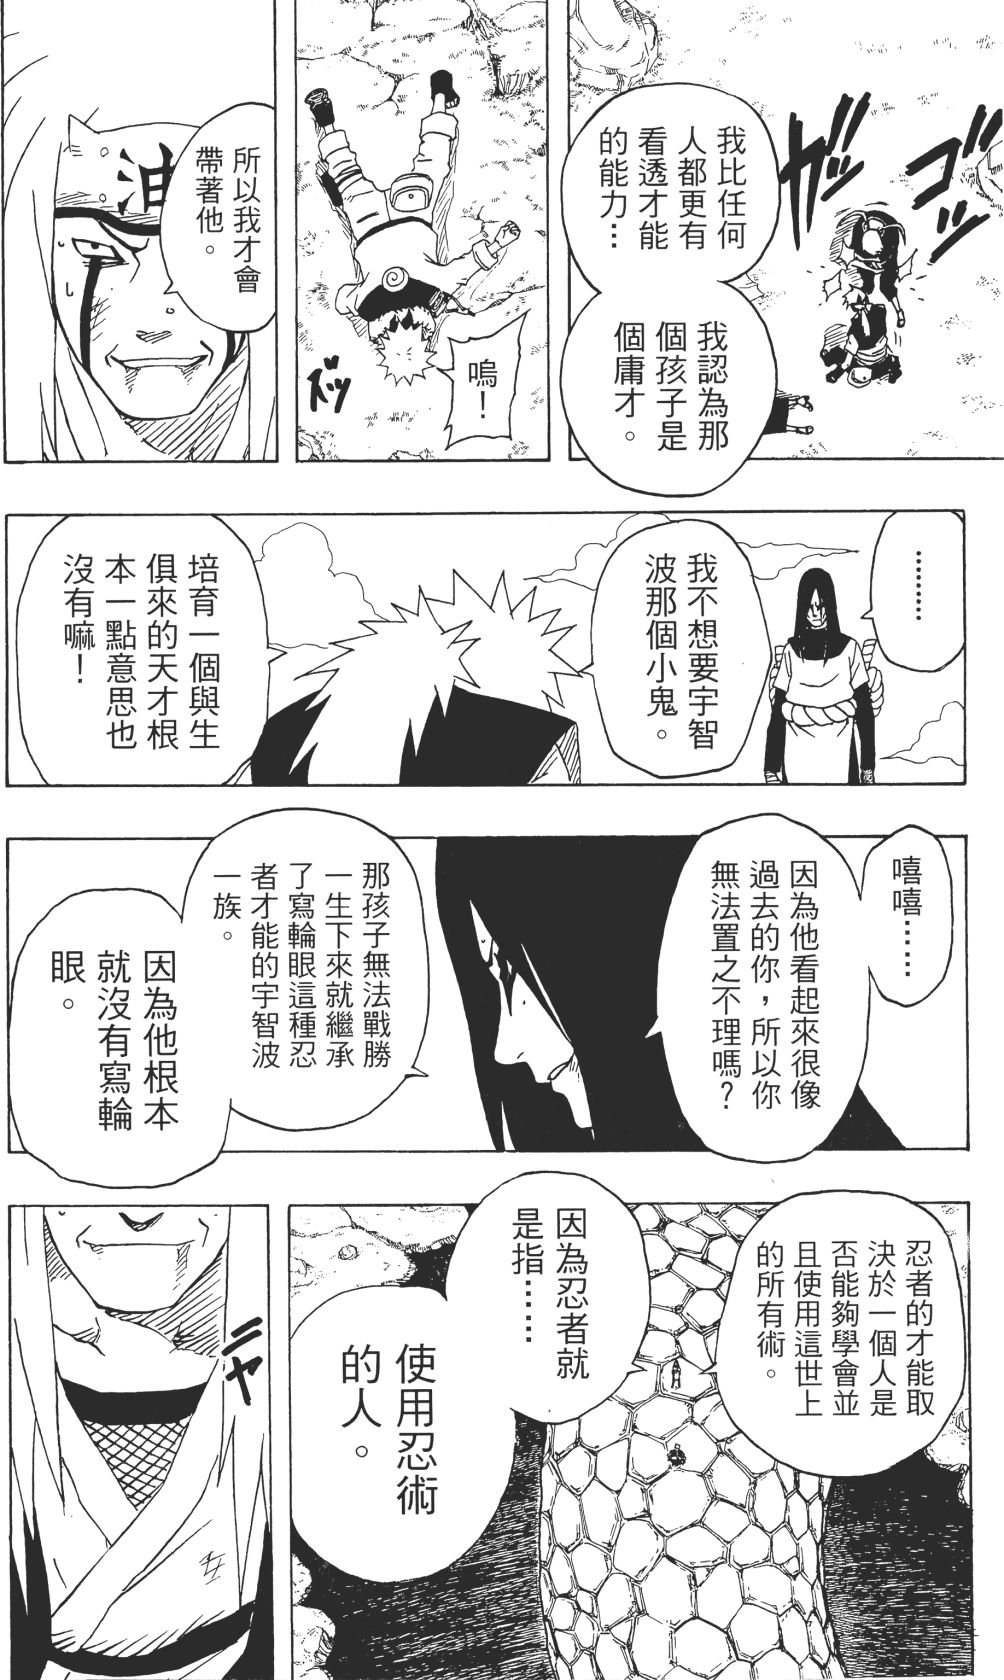 我比任何
人都更有
看透才能
的能力…
我認為那
個孩子是
個庸才。
ゴッ
ガッ
嗚！
ズッ
所以我才會
帶著他。
油
………
我不想要宇智
波那個小鬼。
培育一個與生
俱來的天才根
本一點意思也
沒有嘛！
嘻嘻……
因為他看起來很像
過去的你，所以你
無法置之不理嗎？
那孩子無法戰勝
一生下來就繼承
了寫輪眼這種忍
者才能的宇智波
一族。
因為他根本
就沒有寫輪
眼。
忍者的才能取
決於一個人是
否能夠學會並
且使用這世上
的所有術。
因為忍者就
是指……
使用忍術
的人。
ニヤ